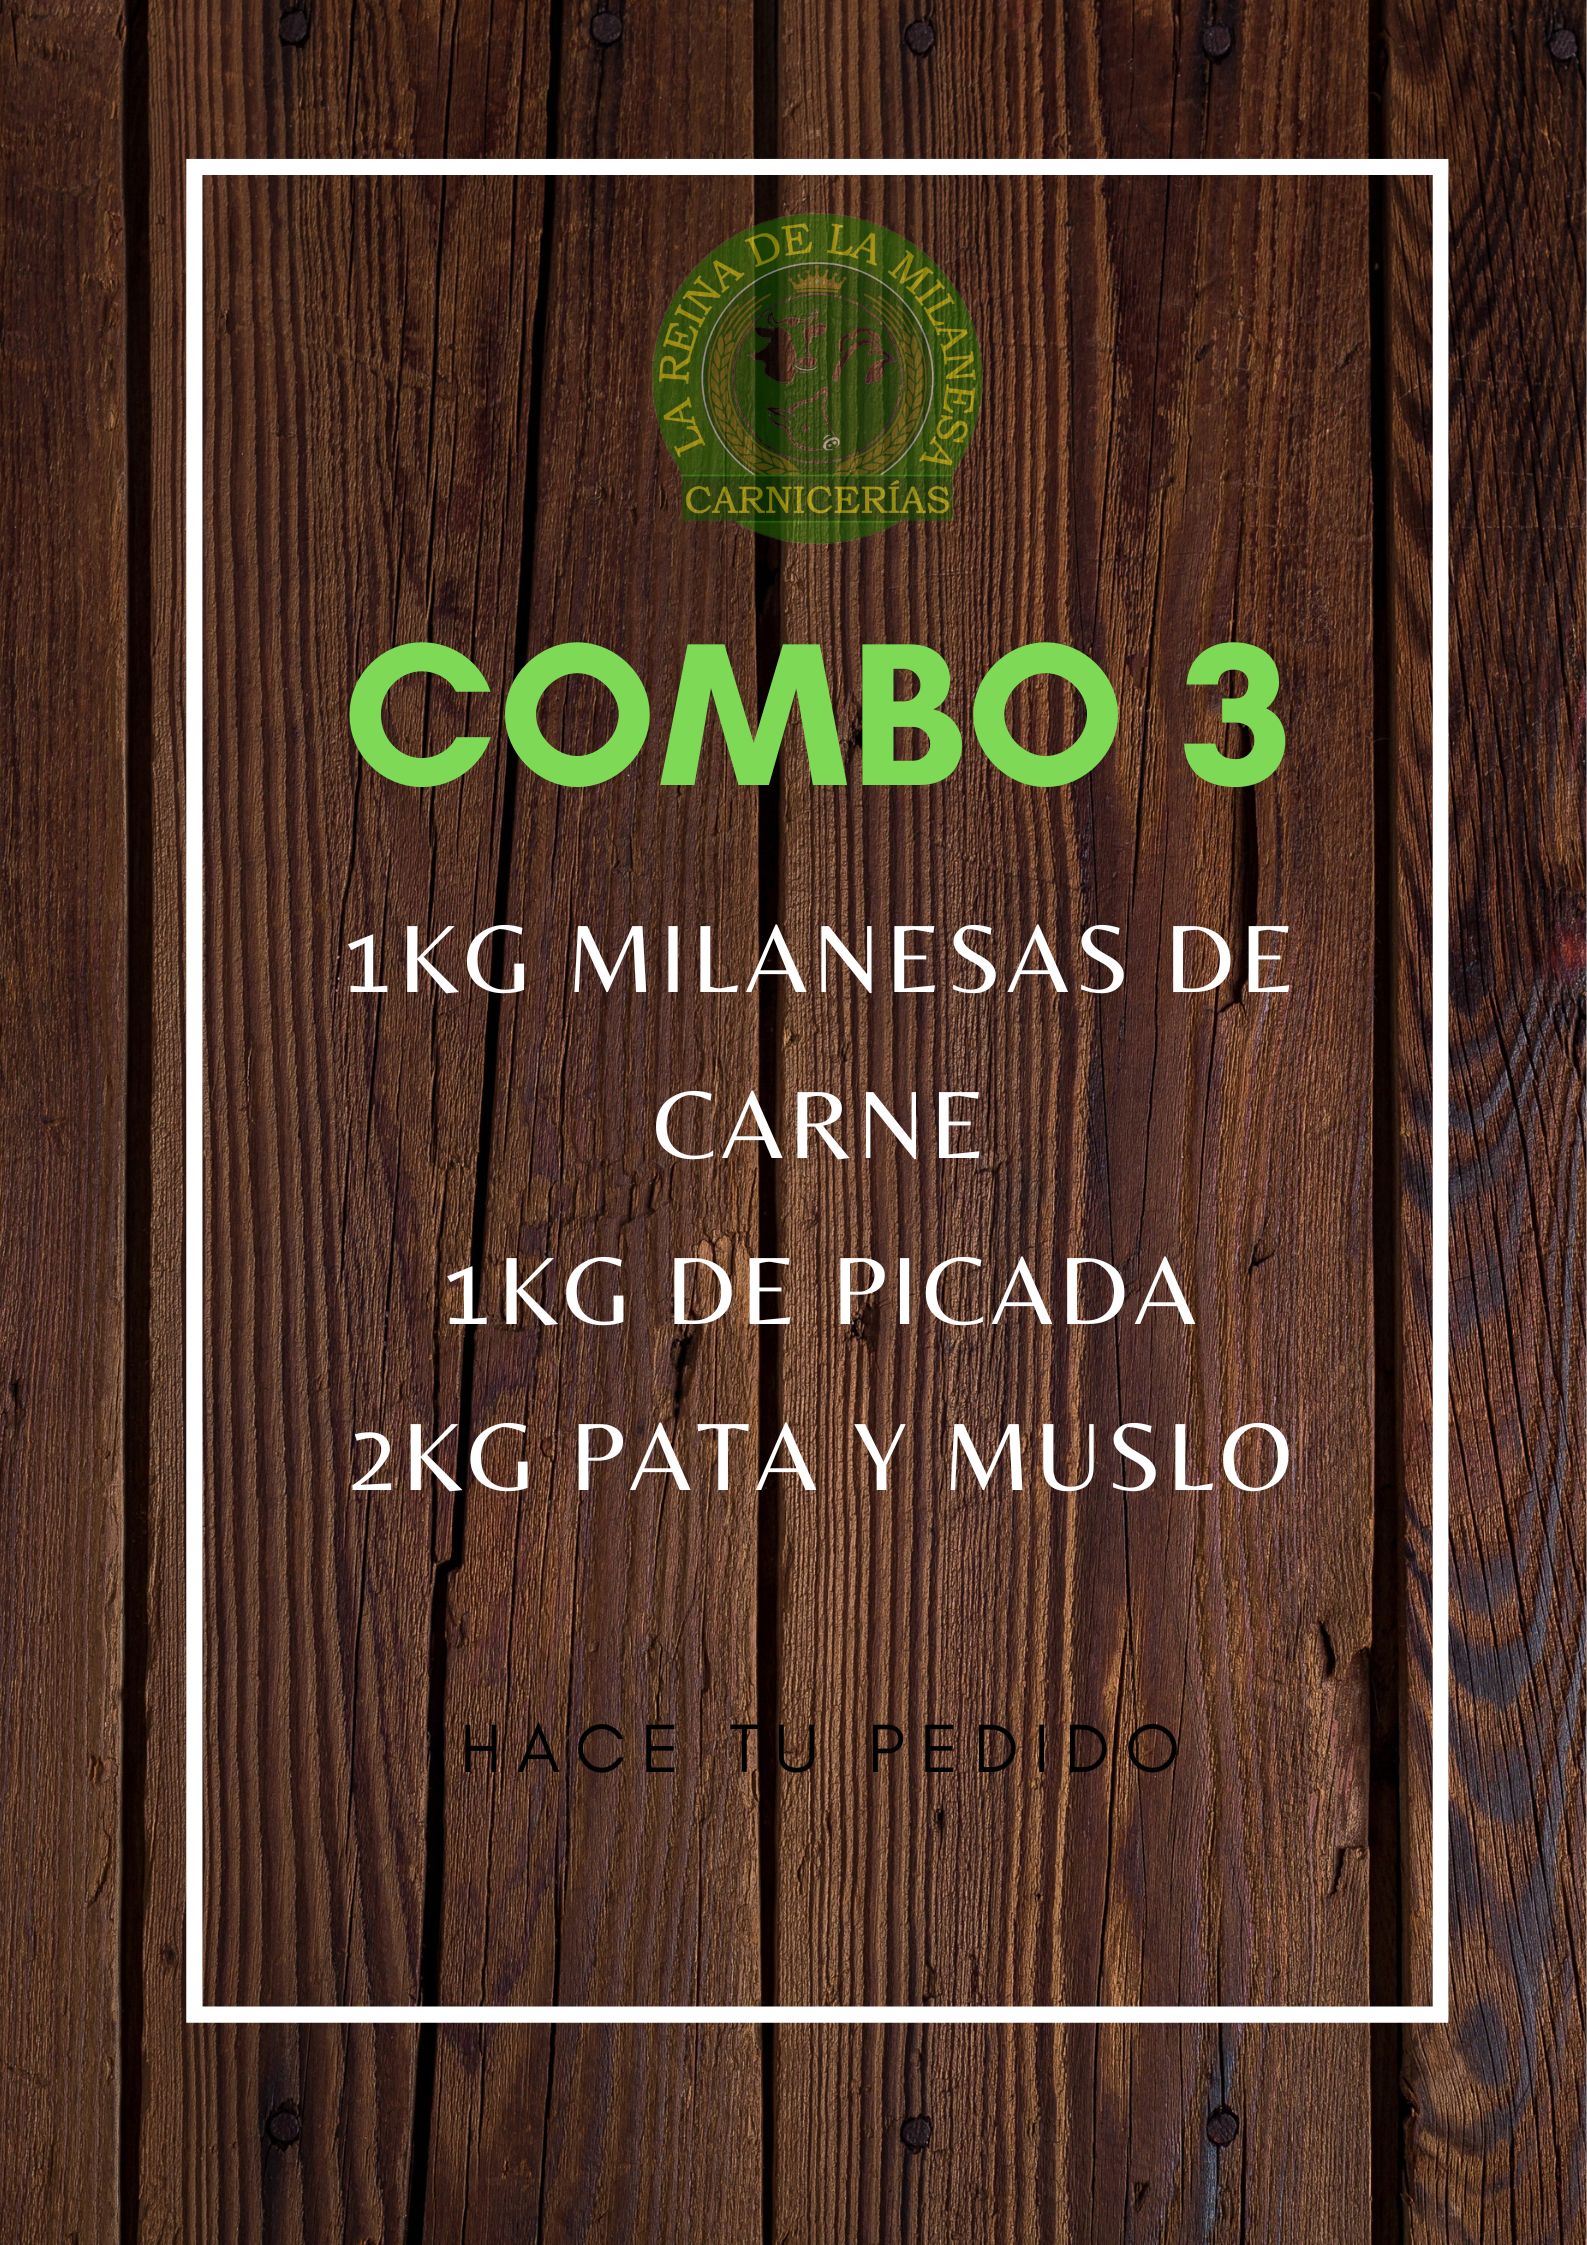 LA REINA DE LA MILANESA
CARNICERÍAS
COMBO 3
1KG MILANESAS DE
CARNE
1KG DE PICADA
2KG PATA Y MUSLO
HACE TU PEDIDO